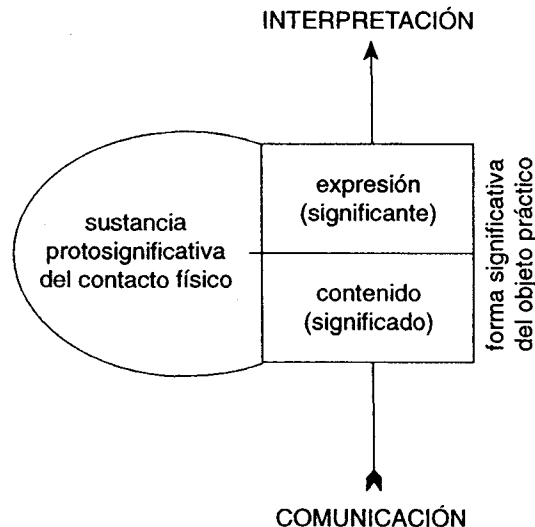 INTERPRETACIÓN
expresión
(significante)
sustancia
protosignificativa
del contacto físico
contenido
(significado)
forma significativa
del objeto práctico
COMUNICACIÓN